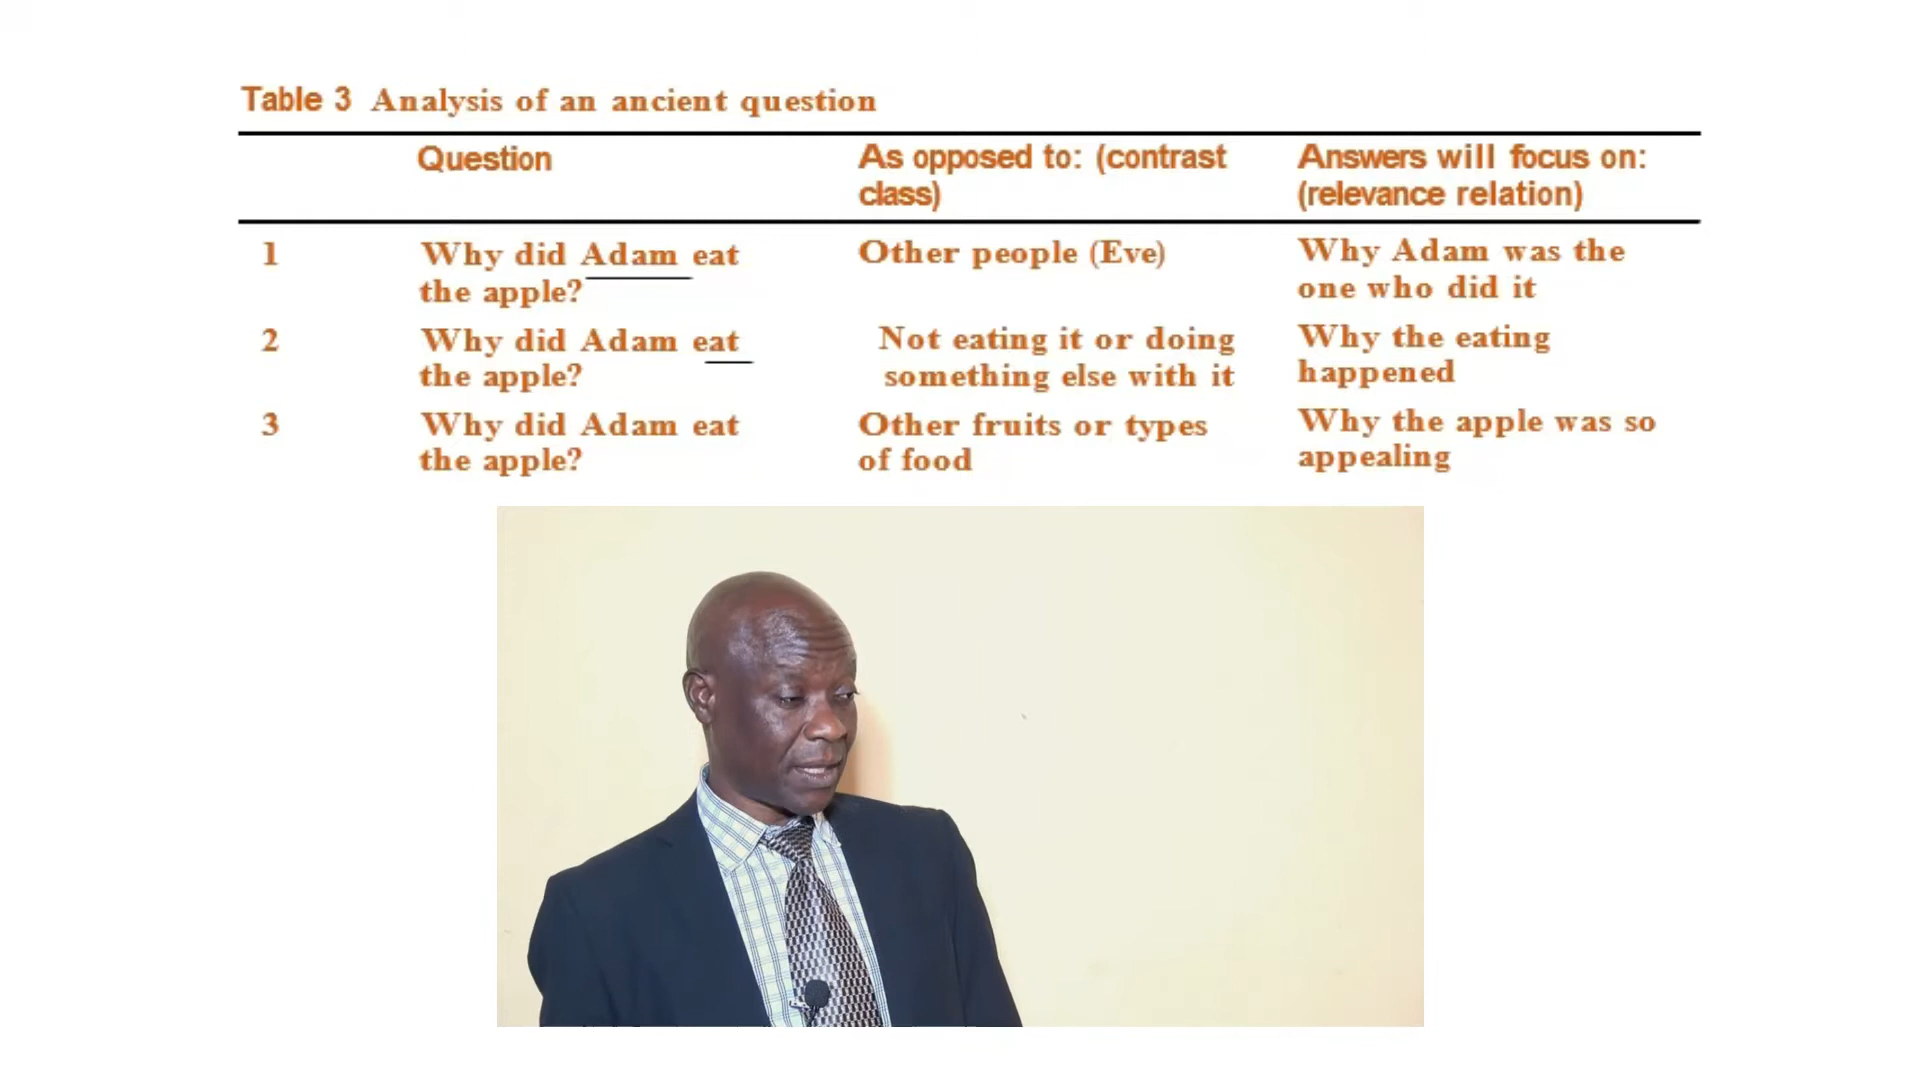 Table 3 Analysis of an ancient question
Question
As opposed to: (contrast
class)
Answers will focus on:
(relevance relation)
1
Why did Adam eat
the apple?
Other people (Eve)
Why Adam was the
one who did it
2
Why did Adam eat
the apple?
Not eating it or doing
something else with it
Why the eating
happened
3
Why did Adam eat
the apple?
Other fruits or types
of food
Why the apple was so
appealing